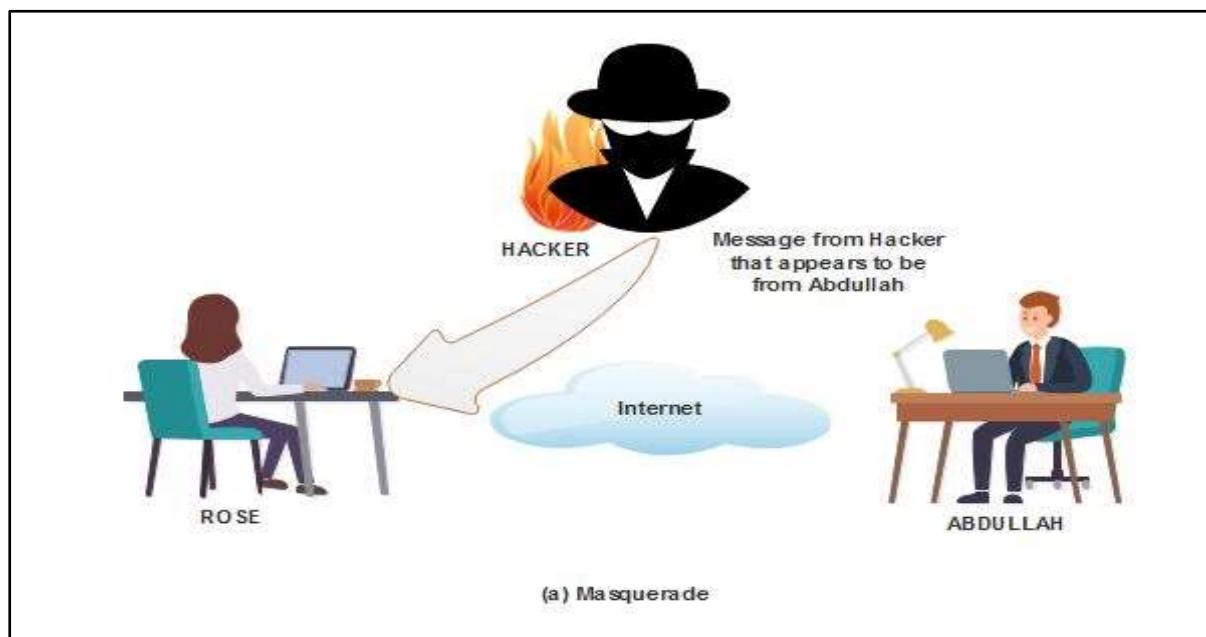 HACKER
Message from Hacker
that appears to be
from Abdullah
Internet
ROSE
ABDULLAH
(a) Masquerade